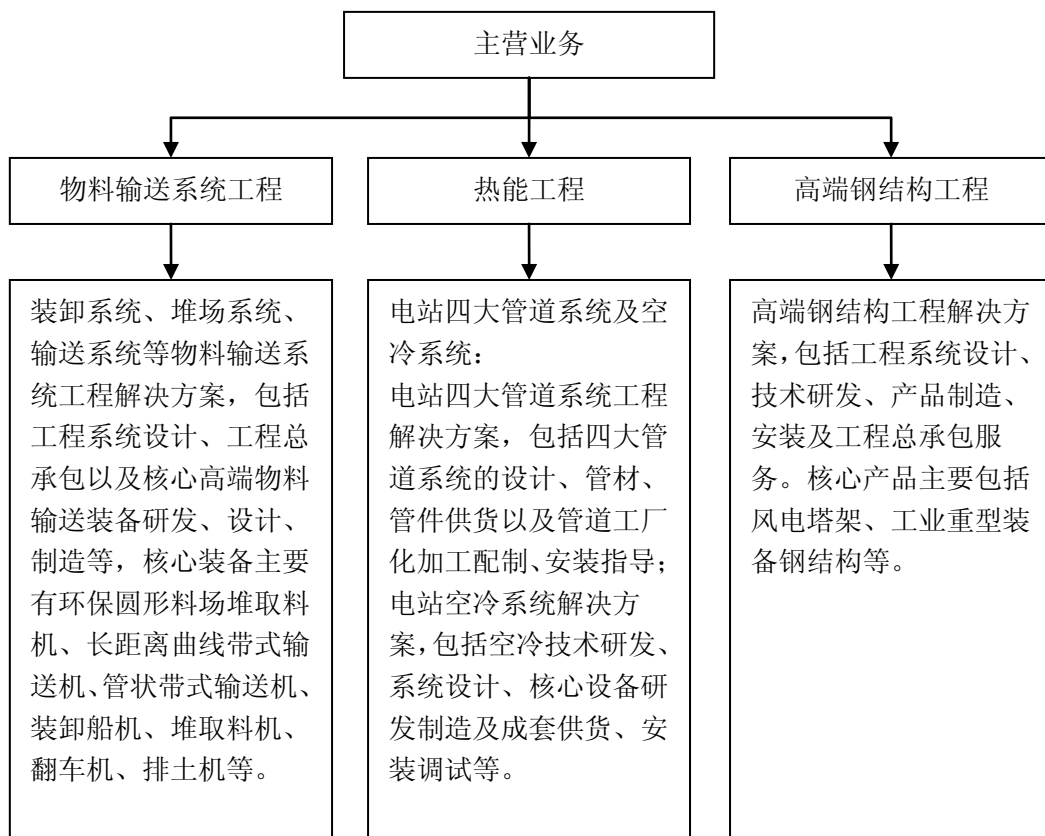 主营业务
物料输送系统工程
热能工程
高端钢结构工程
装卸系统、堆场系统、
输送系统等物料输送系
统工程解决方案，包括
工程系统设计、工程总
承包以及核心高端物料
输送装备研发、设计、
制造等，核心装备主要
有环保圆形料场堆取料
机、长距离曲线带式输
送机、管状带式输送机、
装卸船机、堆取料机、
翻车机、排土机等。
电站四大管道系统及空
冷系统：
电站四大管道系统工程
解决方案，包括四大管
道系统的设计、管材、
管件供货以及管道工厂
化加工配制、安装指导；
电站空冷系统解决方
案，包括空冷技术研发、
系统设计、核心设备研
发制造及成套供货、安
装调试等。
高端钢结构工程解决方
案，包括工程系统设计、
技术研发、产品制造、
安装及工程总承包服
务。核心产品主要包括
风电塔架、工业重型装
备钢结构等。